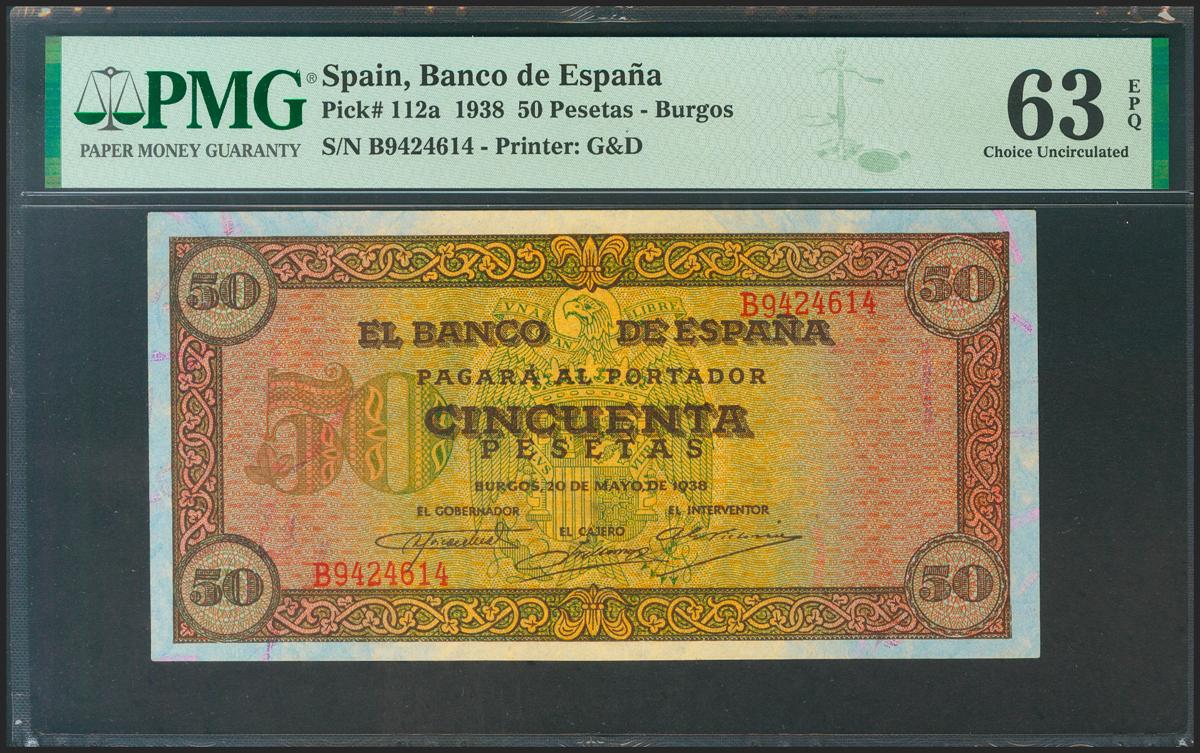 PMG®
PAPER MONEY GUARANTY
Spain, Banco de España
Pick# 112a 1938 50 Pesetas - Burgos
S/N B9424614 - Printer: G&D
63 EPQ
Choice Uncirculated
50
50
VNA
LIBRE
B9424614
EL BANCO DE ESPAÑA
PAGARÁ AL PORTADOR
50
CINCUENTA
PESETAS
BURGOS, 20 DE MAYO, DE 1938
EL GOBERNADOR
EL INTERVENTOR
EL CAJERO
B9424614
50
50